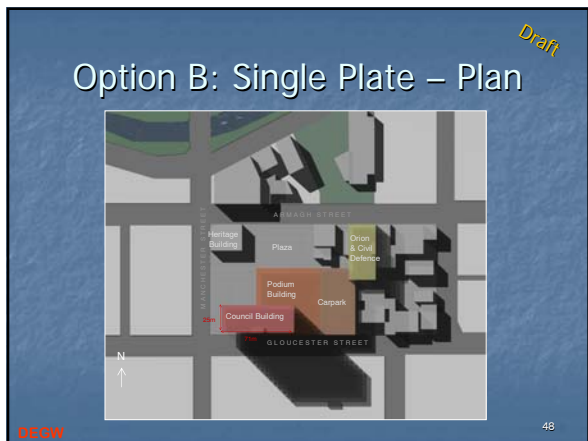 Draft
Option B: Single Plate – Plan
ARMAGH STREET
MANCHESTER STREET
Heritage
Building
Plaza
Orion
& Civil
Defence
Podium
Building
Carpark
25m
Council Building
GLOUCESTER STREET
N
DEGW
48